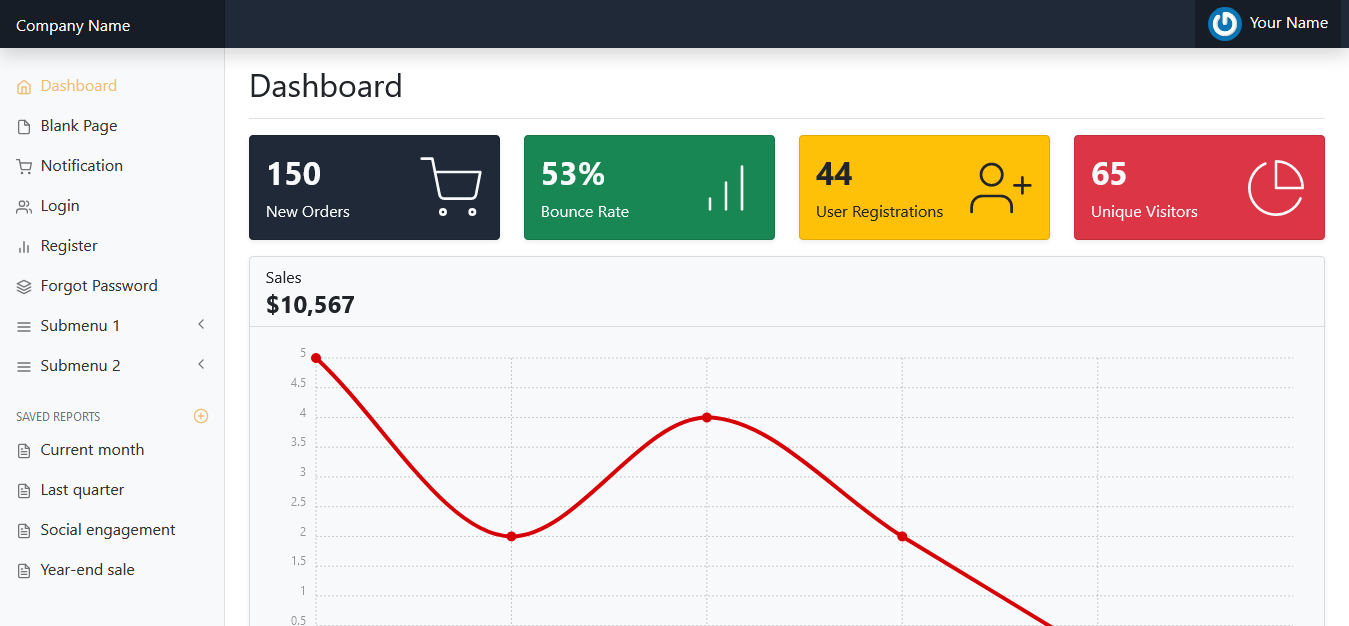 Company Name
Your Name
Dashboard
Blank Page
Notification
Login
Register
Forgot Password
Submenu 1
Submenu 2
SAVED REPORTS
Current month
Last quarter
Social engagement
Year-end sale
Dashboard
150
New Orders
53%
Bounce Rate
44
User Registrations
65
Unique Visitors
Sales
$10,567
5
4.5
4
3.5
3
2.5
2
1.5
1
0.5